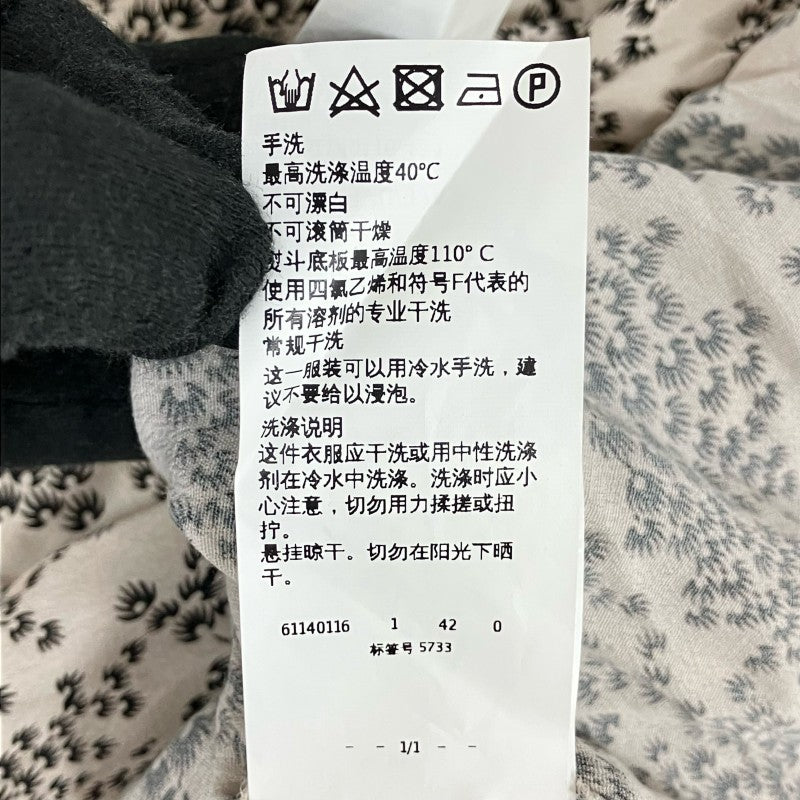 P
手洗
最高洗涤温度40°C
不可漂白
不可滚筒干燥
熨斗底板最高温度110° C
使用四氯乙烯和符号F代表的
所有溶剂的专业干洗
常规干洗
这一服装可以用冷水手洗，建
议不要给以浸泡。
洗涤说明
这件衣服应干洗或用中性洗涤
剂在冷水中洗涤。洗涤时应小
心注意，切勿用力揉搓或扭
拧。
悬挂晾干。切勿在阳光下晒
干。
61140116 1 42 0
标签号 5733
- - 1/1 - -